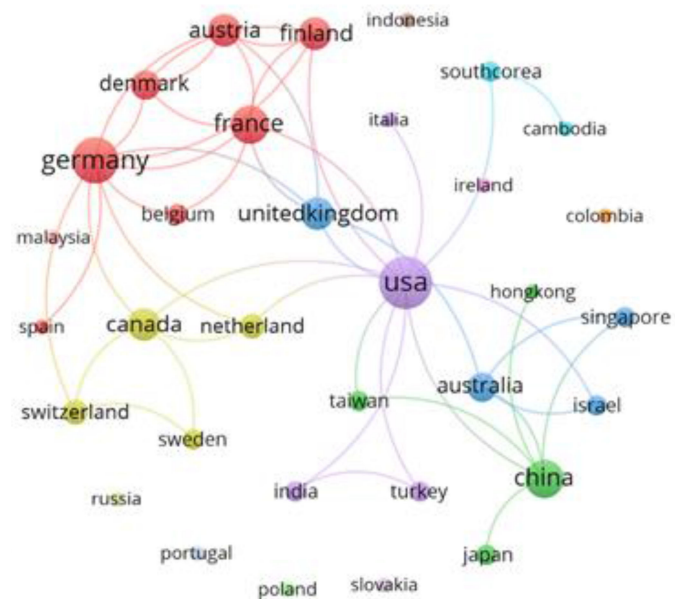 indonesia
austria
finland
southcorea
denmark
italia
france
cambodia
germany
ireland
belgium
unitedkingdom
colombia
malaysia
usa
hongkong
singapore
spain
canada
netherland
australia
taiwan
israel
switzerland
sweden
china
india
turkey
russia
portugal
japan
poland
slovakia